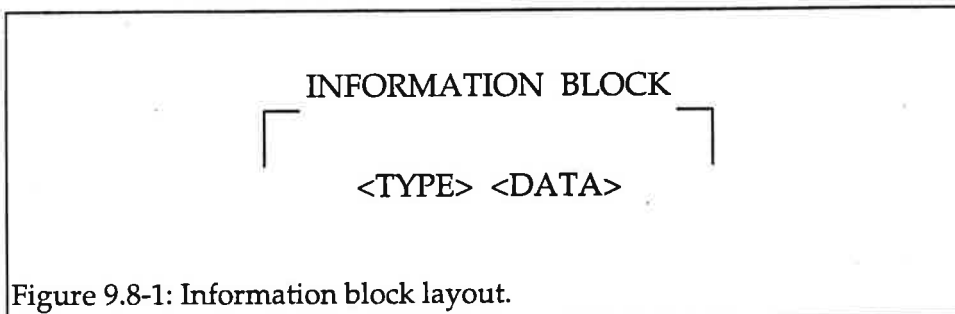 INFORMATION BLOCK
<TYPE> <DATA>
Figure 9.8-1: Information block layout.